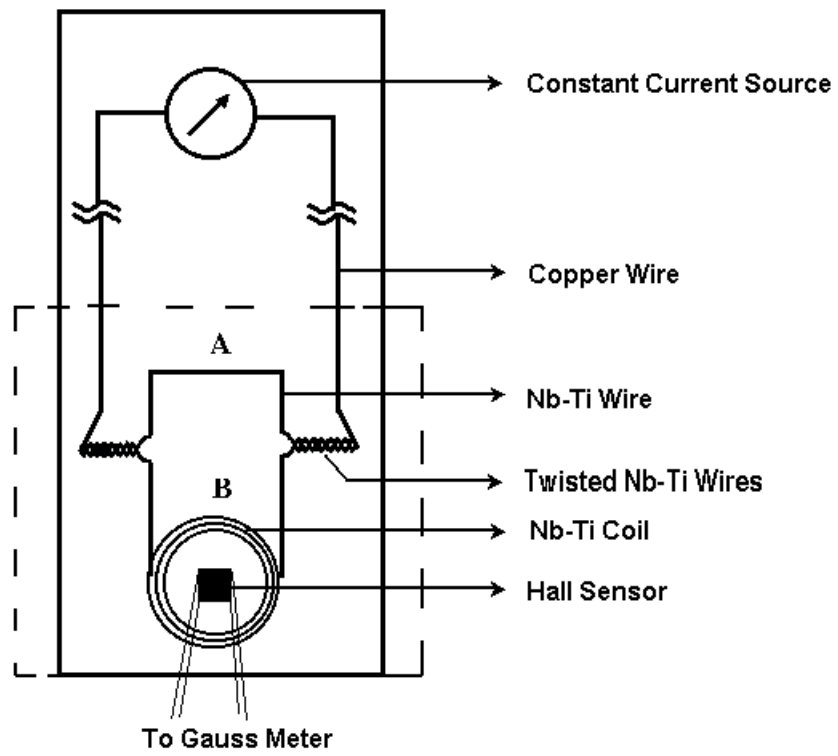 Constant Current Source
Copper Wire
A
Nb-Ti Wire
Twisted Nb-Ti Wires
B
Nb-Ti Coil
Hall Sensor
To Gauss Meter